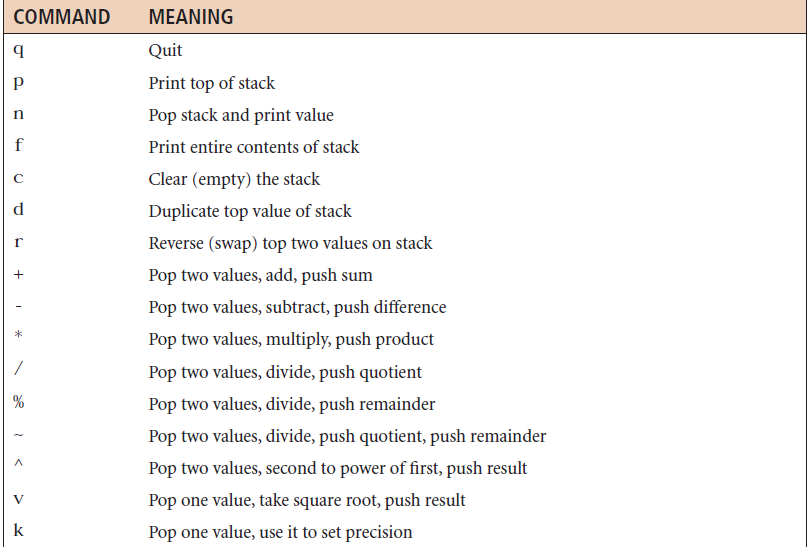 COMMAND MEANING
q Quit
p Print top of stack
n Pop stack and print value
f Print entire contents of stack
c Clear (empty) the stack
d Duplicate top value of stack
r Reverse (swap) top two values on stack
+ Pop two values, add, push sum
- Pop two values, subtract, push difference
* Pop two values, multiply, push product
/ Pop two values, divide, push quotient
% Pop two values, divide, push remainder
~ Pop two values, divide, push quotient, push remainder
^ Pop two values, second to power of first, push result
v Pop one value, take square root, push result
k Pop one value, use it to set precision